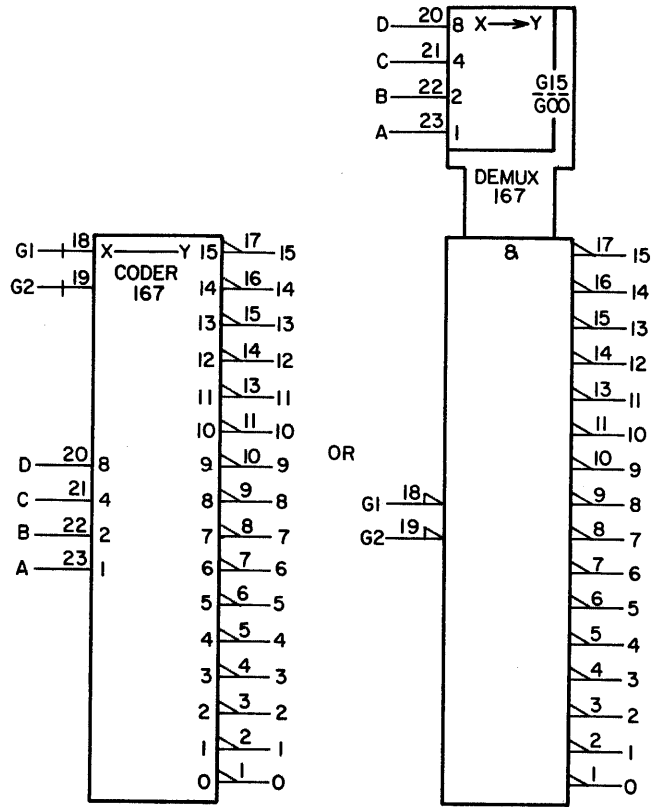 D 20 8 X Y
C 21 4
B 22 2
A 23 1
G15
G00
DEMUX
167
G1 18 X Y 15 17 15
G2 19 CODER 14 16 14
167
13 15 13
12 14 12
11 13 11
10 11 10
D 20 8 9 10 9
C 21 4 8 9 8
B 22 2 7 8 7
A 23 1 6 7 6
5 6 5
4 5 4
3 4 3
2 3 2
1 2 1
0 1 0
OR
&
17 15
16 14
15 13
14 12
13 11
11 10
10 9
G1 18 9 8
G2 19 8 7
7 6
6 5
5 4
4 3
3 2
2 1
1 0